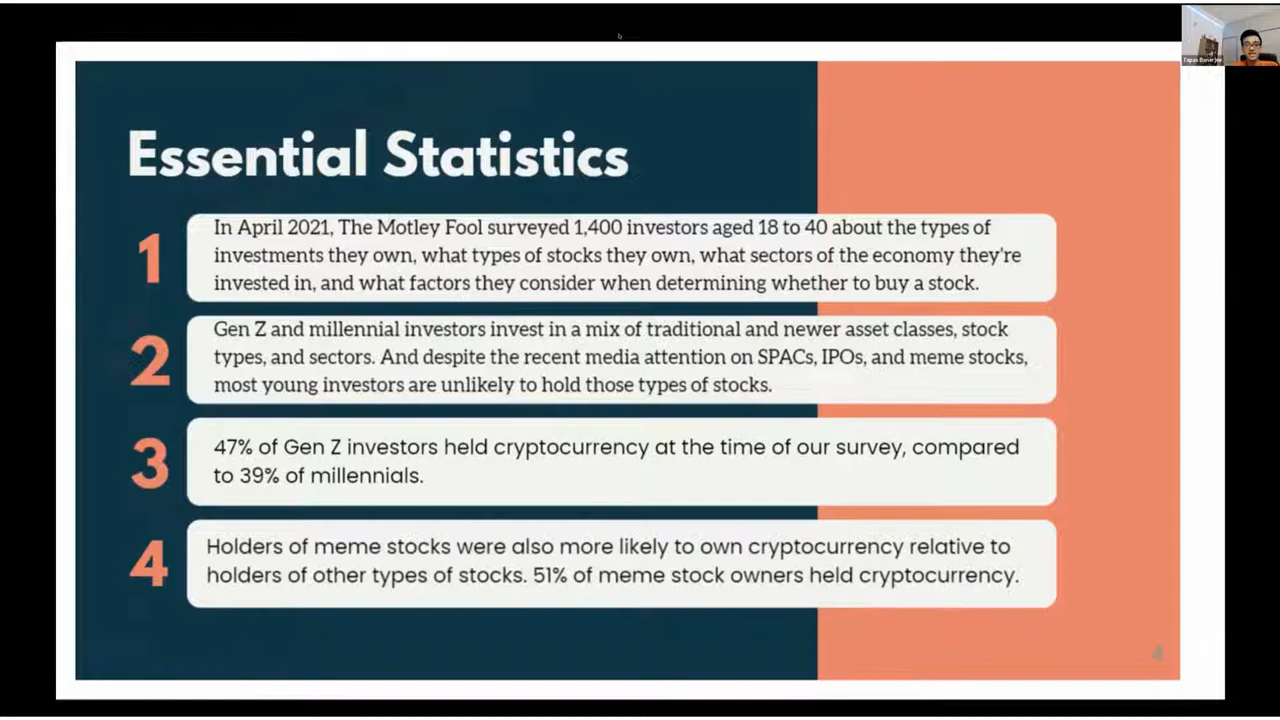 Tapas Banerjee
Essential Statistics
1
In April 2021, The Motley Fool surveyed 1,400 investors aged 18 to 40 about the types of
investments they own, what types of stocks they own, what sectors of the economy they're
invested in, and what factors they consider when determining whether to buy a stock.
2
Gen Z and millennial investors invest in a mix of traditional and newer asset classes, stock
types, and sectors. And despite the recent media attention on SPACs, IPOs, and meme stocks,
most young investors are unlikely to hold those types of stocks.
3
47% of Gen Z investors held cryptocurrency at the time of our survey, compared
to 39% of millennials.
4
Holders of meme stocks were also more likely to own cryptocurrency relative to
holders of other types of stocks. 51% of meme stock owners held cryptocurrency.
4